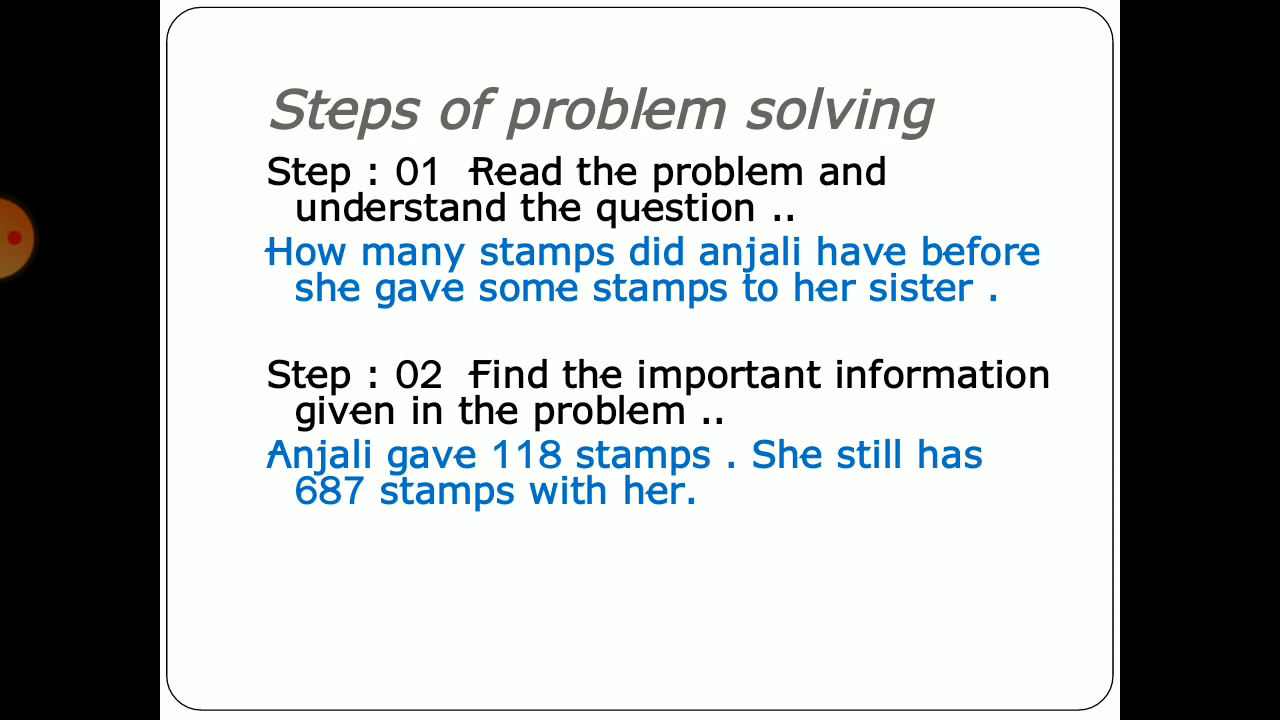 Steps of problem solving
Step : 01 Read the problem and
understand the question ..
How many stamps did anjali have before
she gave some stamps to her sister .
Step : 02 Find the important information
given in the problem ..
Anjali gave 118 stamps . She still has
687 stamps with her.